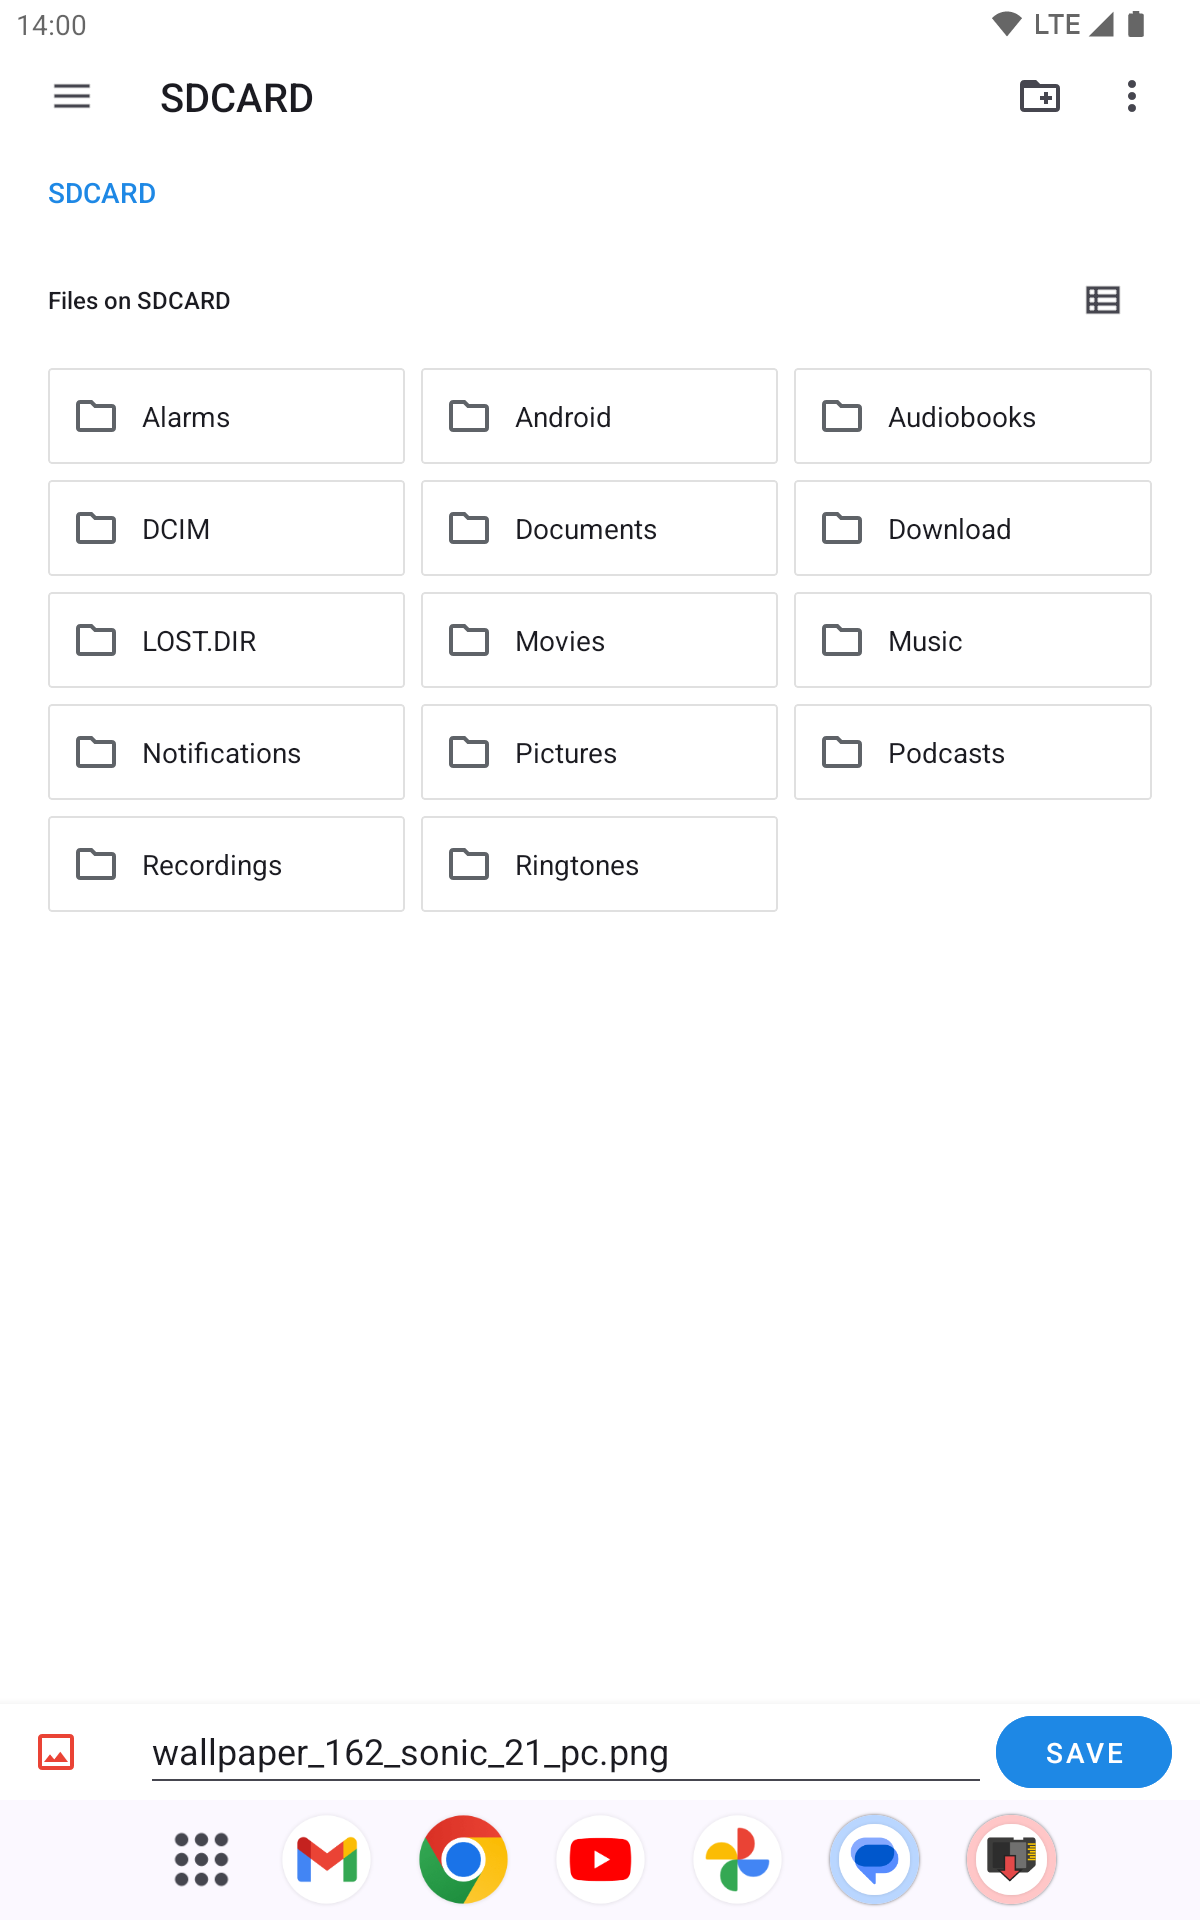 14:00
LTE
SDCARD
SDCARD
Files on SDCARD
Alarms
Android
Audiobooks
DCIM
Documents
Download
LOST.DIR
Movies
Music
Notifications
Pictures
Podcasts
Recordings
Ringtones
wallpaper_162_sonic_21_pc.png
SAVE